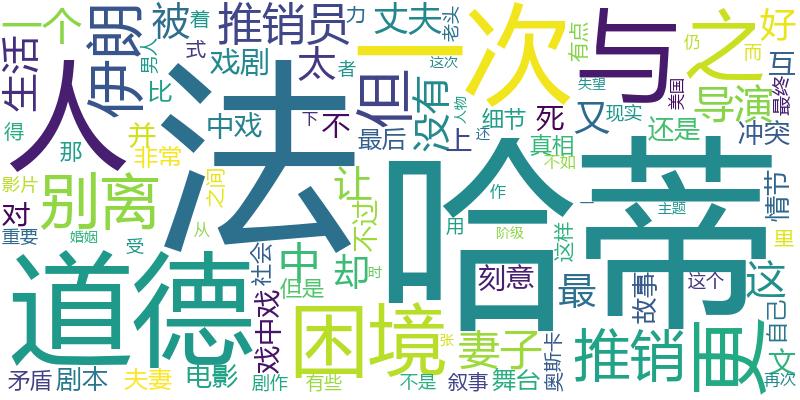 一个
伊朗
被
着
推销员
力
丈夫
老头
一次
与
之
好
生活
男人
式
戏剧
太
者
这次
有点
仍
而
互
人
法
但
失望
美国
导演
最终
得
比
中戏
下
不
没有
人物
细节
死
又
现实
那
并
非常
最后
上
还
真相
还是
冲突
影片
别离
之间
让
不过
哈蒂
作
不如
情节
对
用
一
重要
婚姻
受
从
阶级
这样
主题
里
道德
社会
中
却
时
刻意
最
故事
这个
这
自己
但是
戏中戏
困境
张
妻子
推销
更
文
矛盾
剧本
夫妻
电影
剧作
有些
不是
叙事
舞台
奥斯卡
再次